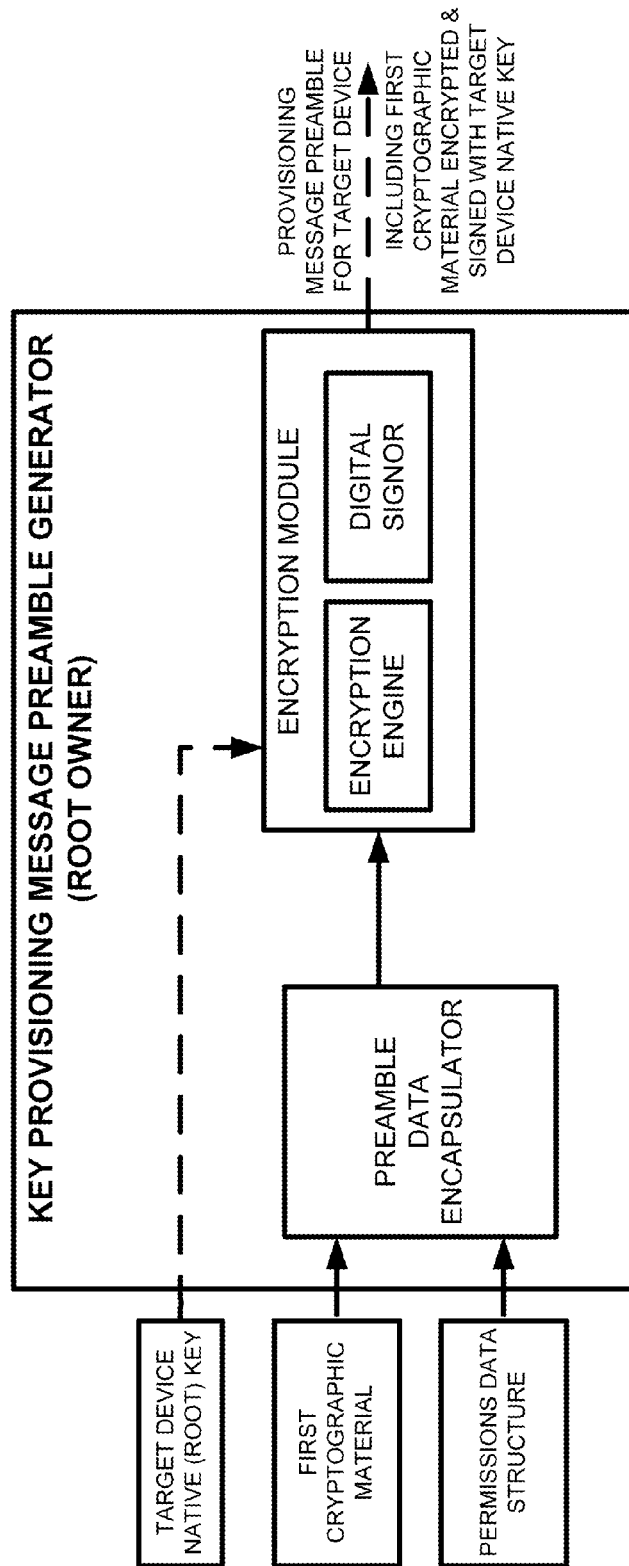 KEY PROVISIONING MESSAGE PREAMBLE GENERATOR
(ROOT OWNER)
TARGET DEVICE
NATIVE (ROOT) KEY
FIRST
CRYPTOGRAPHIC
MATERIAL
PERMISSIONS DATA
STRUCTURE
PREAMBLE
DATA
ENCAPSULATOR
ENCRYPTION MODULE
ENCRYPTION
ENGINE
DIGITAL
SIGNOR
PROVISIONING
MESSAGE PREAMBLE
FOR TARGET DEVICE
INCLUDING FIRST
CRYPTOGRAPHIC
MATERIAL ENCRYPTED &
SIGNED WITH TARGET
DEVICE NATIVE KEY